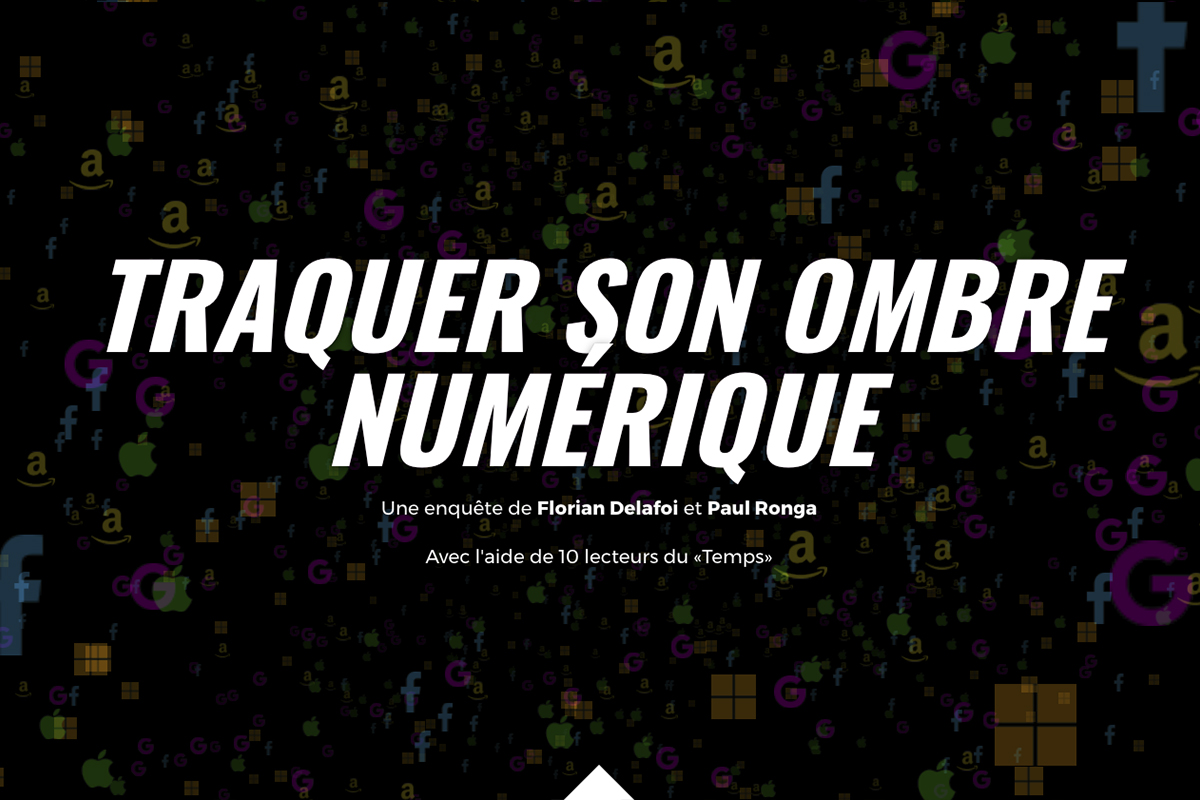 TRAQUER SON OMBRE
NUMÉRIQUE
Une enquête de Florian Delafoi et Paul Ronga
Avec l'aide de 10 lecteurs du «Temps»